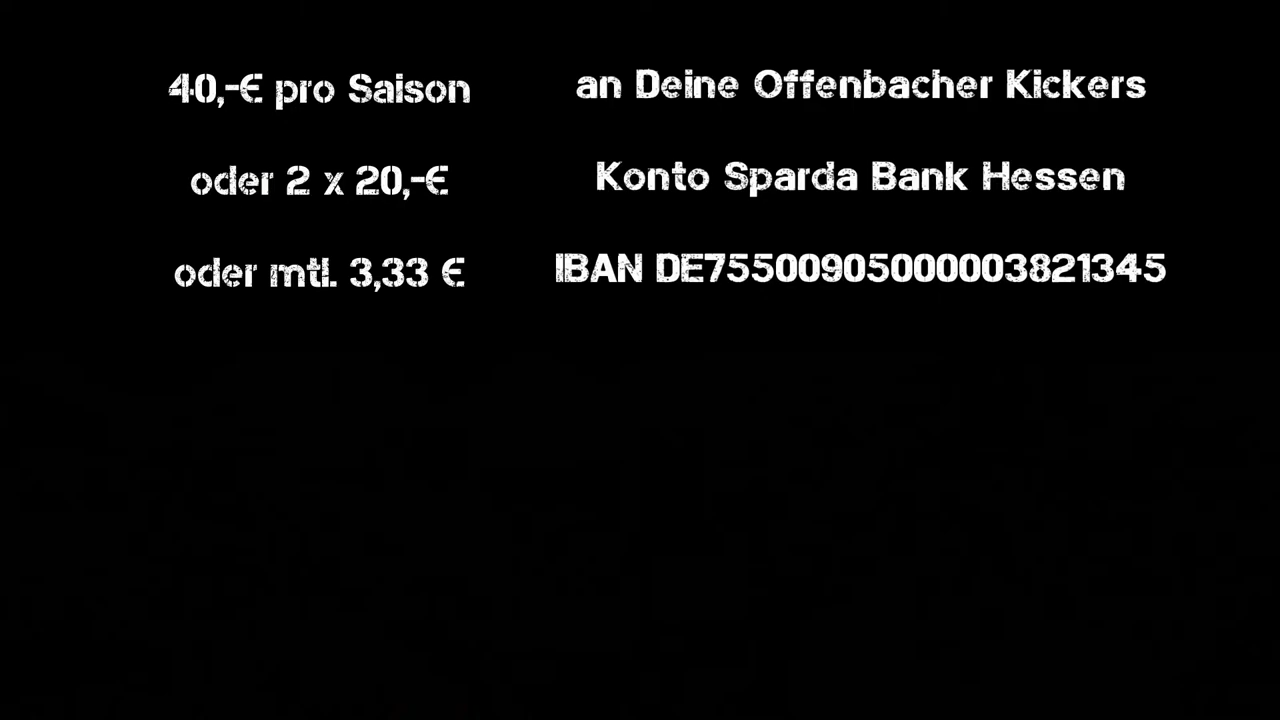 40,-€ pro Saison
oder 2 x 20,-€
oder mtl. 3,33 €
an Deine Offenbacher Kickers
Konto Sparda Bank Hessen
IBAN DE75500905000003821345